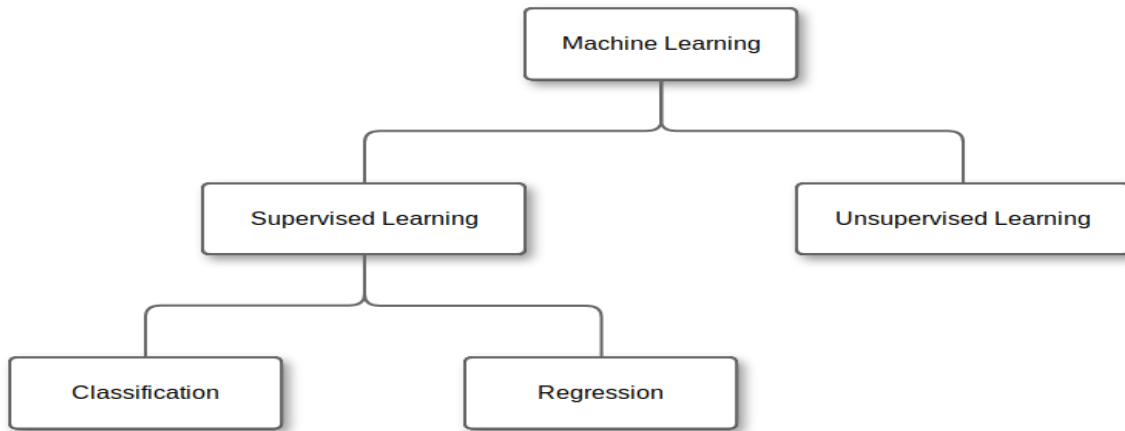 Machine Learning
Supervised Learning
Unsupervised Learning
Classification
Regression